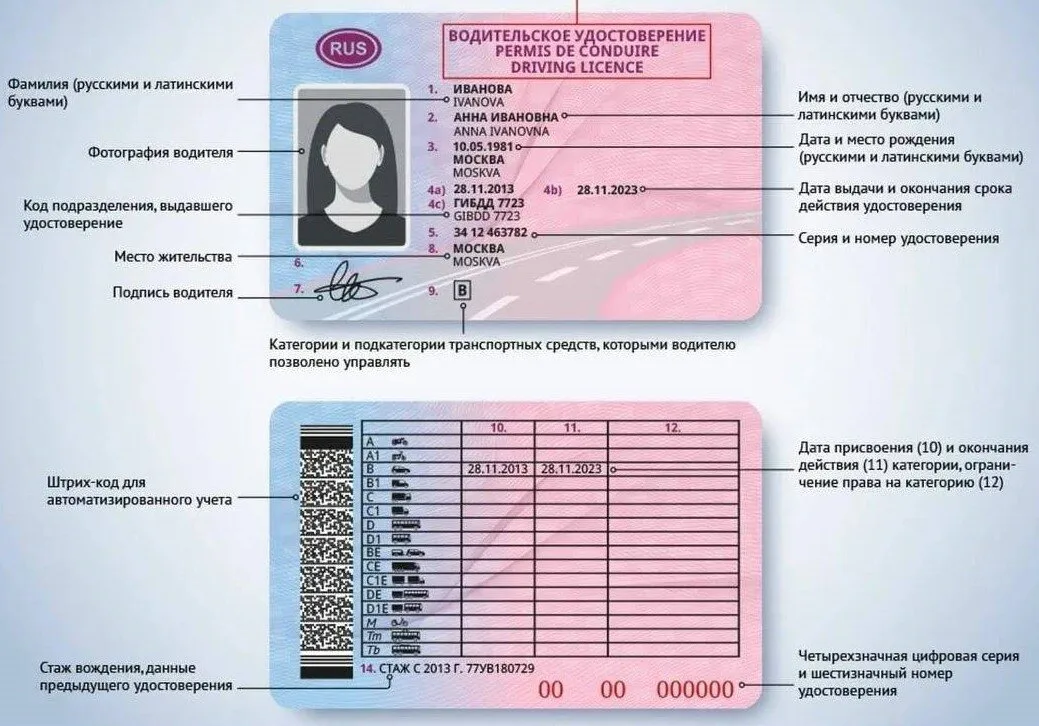 RUS
ВОДИТЕЛЬСКОЕ УДОСТОВЕРЕНИЕ
PERMIS DE CONDUIRE
DRIVING LICENCE
Фамилия (русскими и латинскими
буквами)
1. ИВАНОВА
IVANOVA
2. АННА ИВАНОВНА
ANNA IVANOVNA
Имя и отчество (русскими и
латинскими буквами)
Фотография водителя
3. 10.05.1981
МОСКВА
MOSKVA
Дата и место рождения
(русскими и латинскими буквами)
4a) 28.11.2013 4b) 28.11.2023
Дата выдачи и окончания срока
действия удостоверения
Код подразделения, выдавшего
удостоверение
4c) ГИБДД 7723
GIBDD 7723
5. 34 12 463782
Серия и номер удостоверения
Место жительства
8. МОСКВА
MOSKVA
6.
Подпись водителя
7.
9. B
Категории и подкатегории транспортных средств, которыми водителю
позволено управлять
10. 11. 12.
A
A1
B 28.11.2013 28.11.2023
B1
C
C1
D
D1
BE
CE
C1E
DE
D1E
M
Tm
Tb
Дата присвоения (10) и окончания
действия (11) категории, ограни-
чение права на категорию (12)
Штрих-код для
автоматизированного учета
14. СТАЖ С 2013 Г. 77УВ180729
Стаж вождения, данные
предыдущего удостоверения
00 00 000000
Четырехзначная цифровая серия
и шестизначный номер
удостоверения